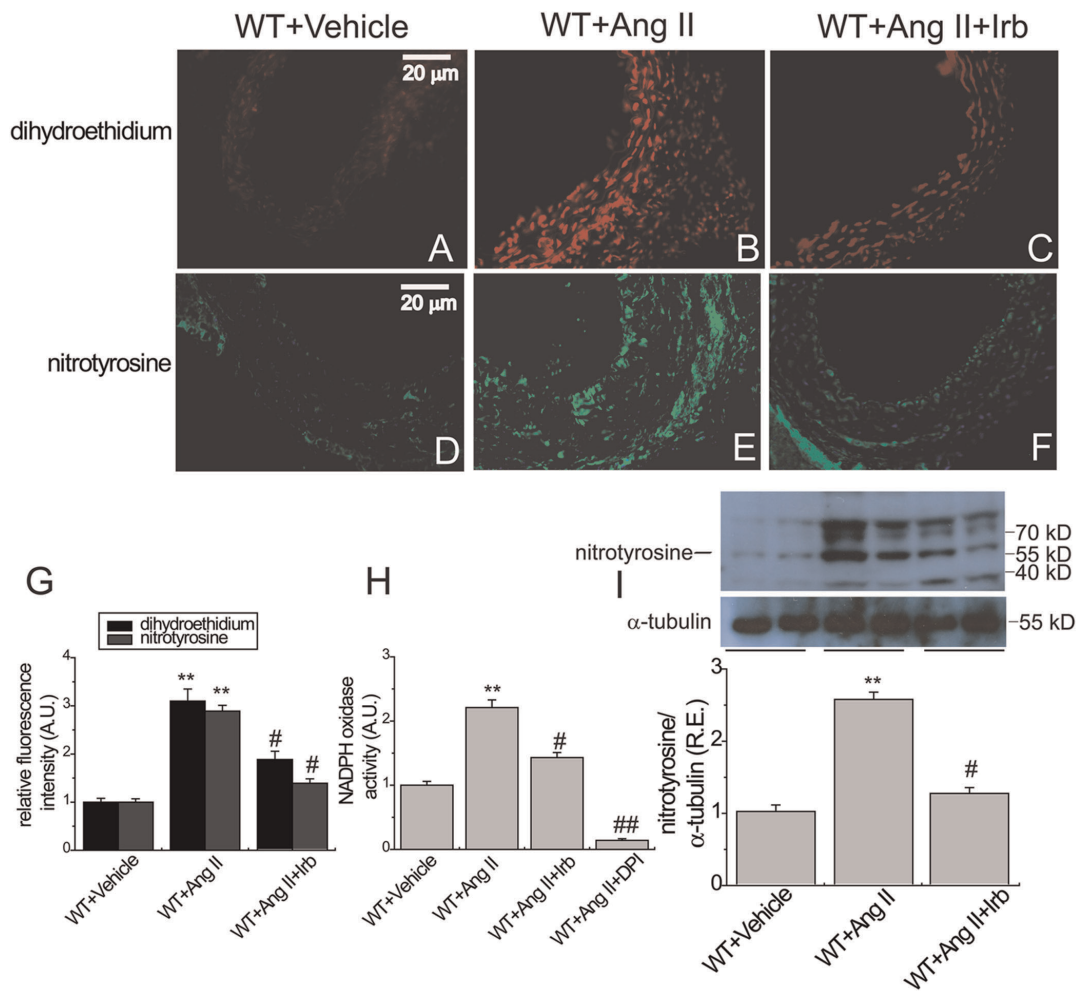 WT+Vehicle WT+Ang II WT+Ang II+Irb
dihydroethidium
20 μm
A B C
nitrotyrosine
20 μm
D E F
G
dihydroethidium
nitrotyrosine
relative fluorescence
intensity (A.U.)
4
3
2
1
0
**
**
#
#
WT+Vehicle
WT+Ang II
WT+Ang II+Irb
H
NADPH oxidase
activity (A.U.)
3
2
1
0
**
#
##
WT+Vehicle
WT+Ang II
WT+Ang II+Irb
WT+Ang II+DPI
I
nitrotyrosine
70 kD
55 kD
40 kD
α-tubulin
55 kD
nitrotyrosine/
α-tubulin (R.E.)
3
2
1
0
**
#
WT+Vehicle
WT+Ang II
WT+Ang II+Irb